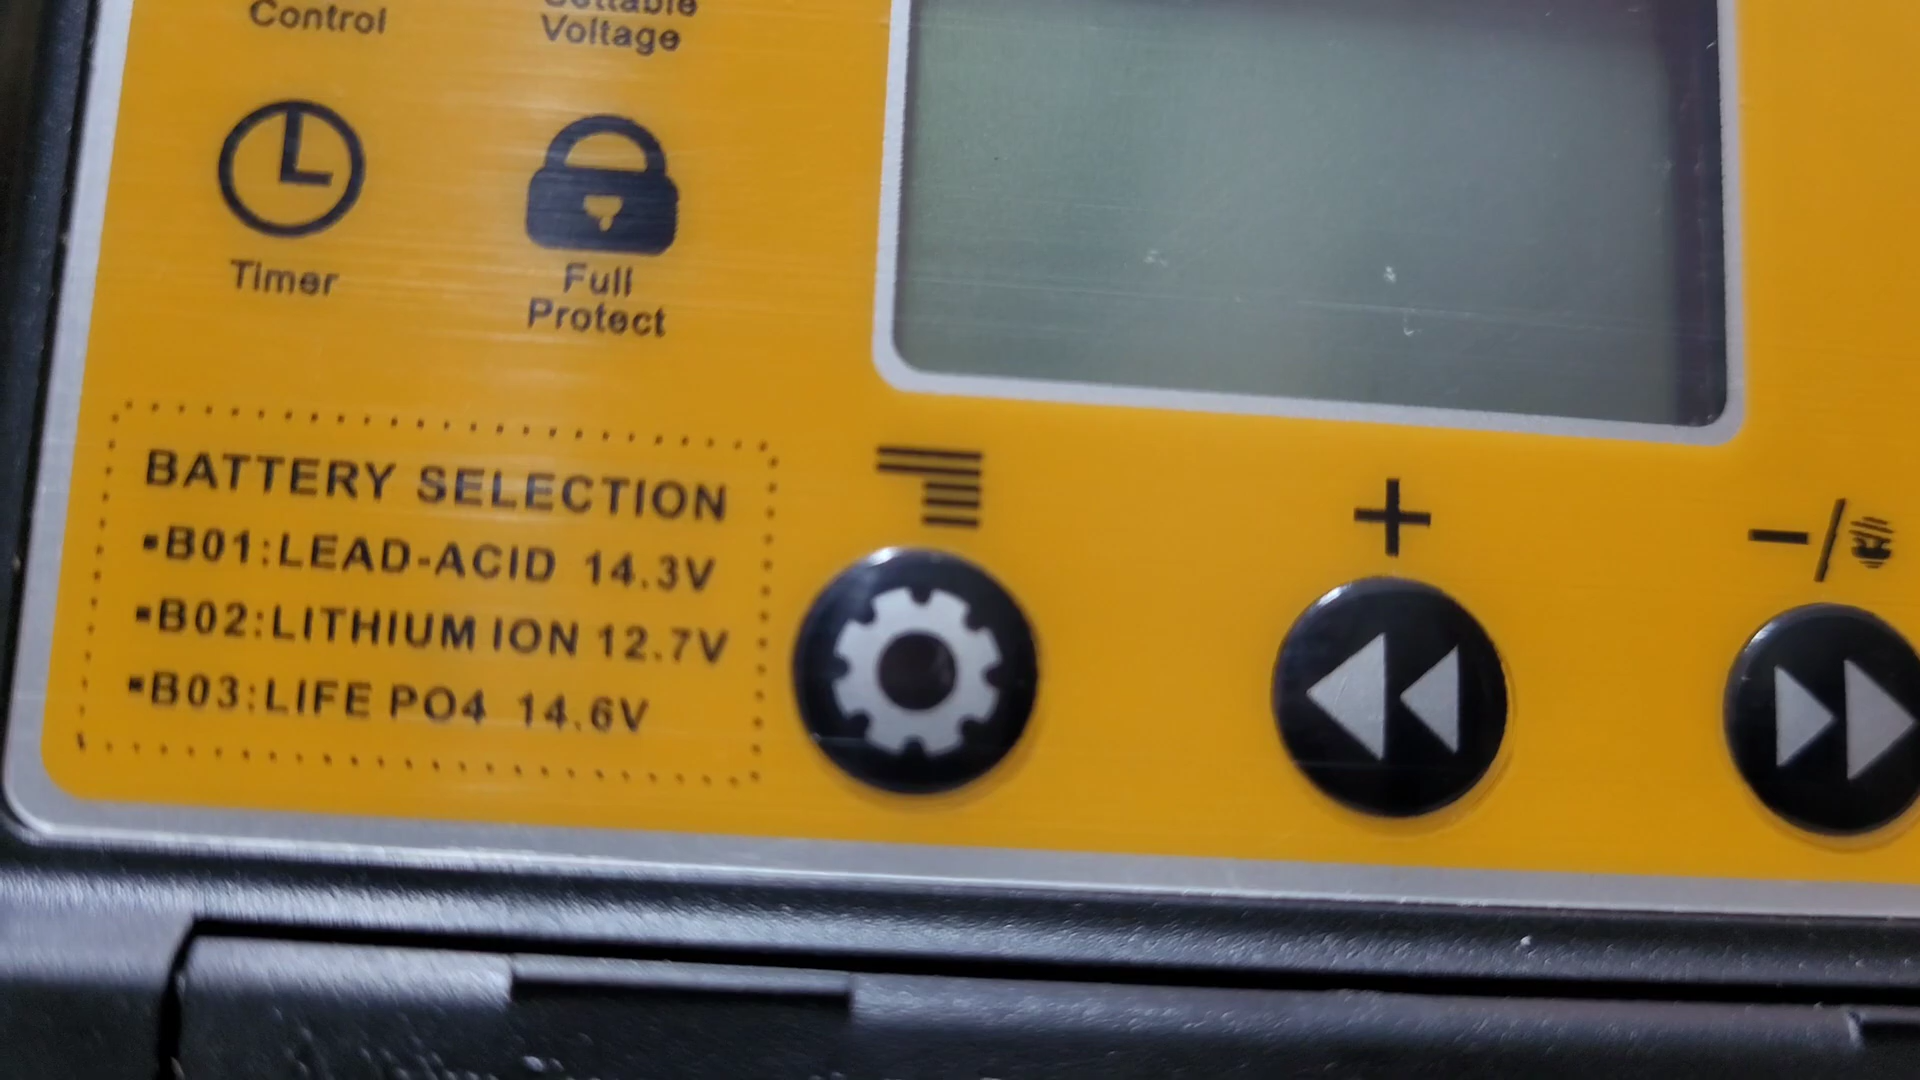 Control
Settable
Voltage
Timer
Full
Protect
BATTERY SELECTION
▪B01:LEAD-ACID 14.3V
▪B02:LITHIUM ION 12.7V
▪B03:LIFE PO4 14.6V
+
-/